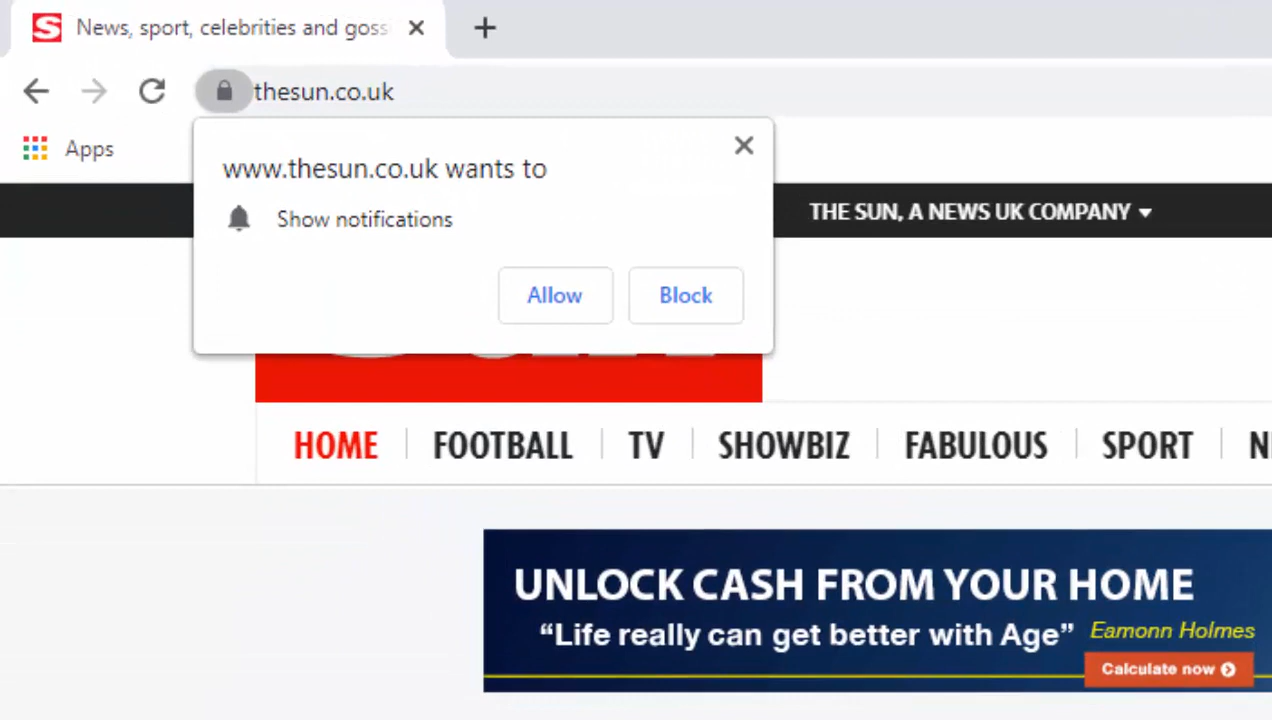 News, sport, celebrities and goss
thesun.co.uk
Apps
www.thesun.co.uk wants to
Show notifications
Allow
Block
THE SUN, A NEWS UK COMPANY
HOME
FOOTBALL
TV
SHOWBIZ
FABULOUS
SPORT
UNLOCK CASH FROM YOUR HOME
“Life really can get better with Age” Eamonn Holmes
Calculate now